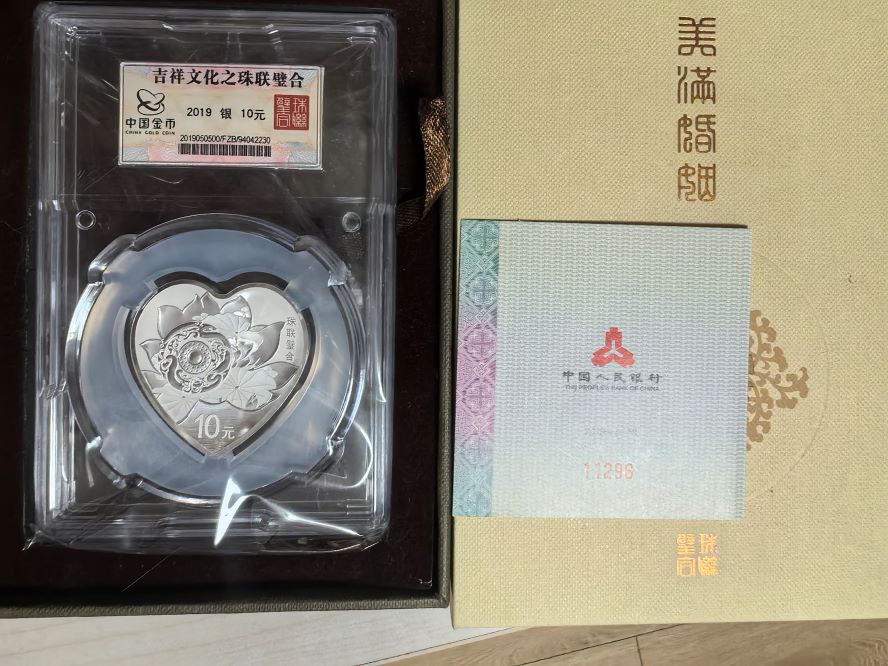 吉祥文化之珠联璧合
中国金币
CHINA GOLD COIN
2019 银 10元
珠联
璧合
2019050500/FZB/94042230
珠联璧合
10元
美满婚姻
中国人民银行
THE PEOPLE'S BANK OF CHINA
11296
珠联
璧合